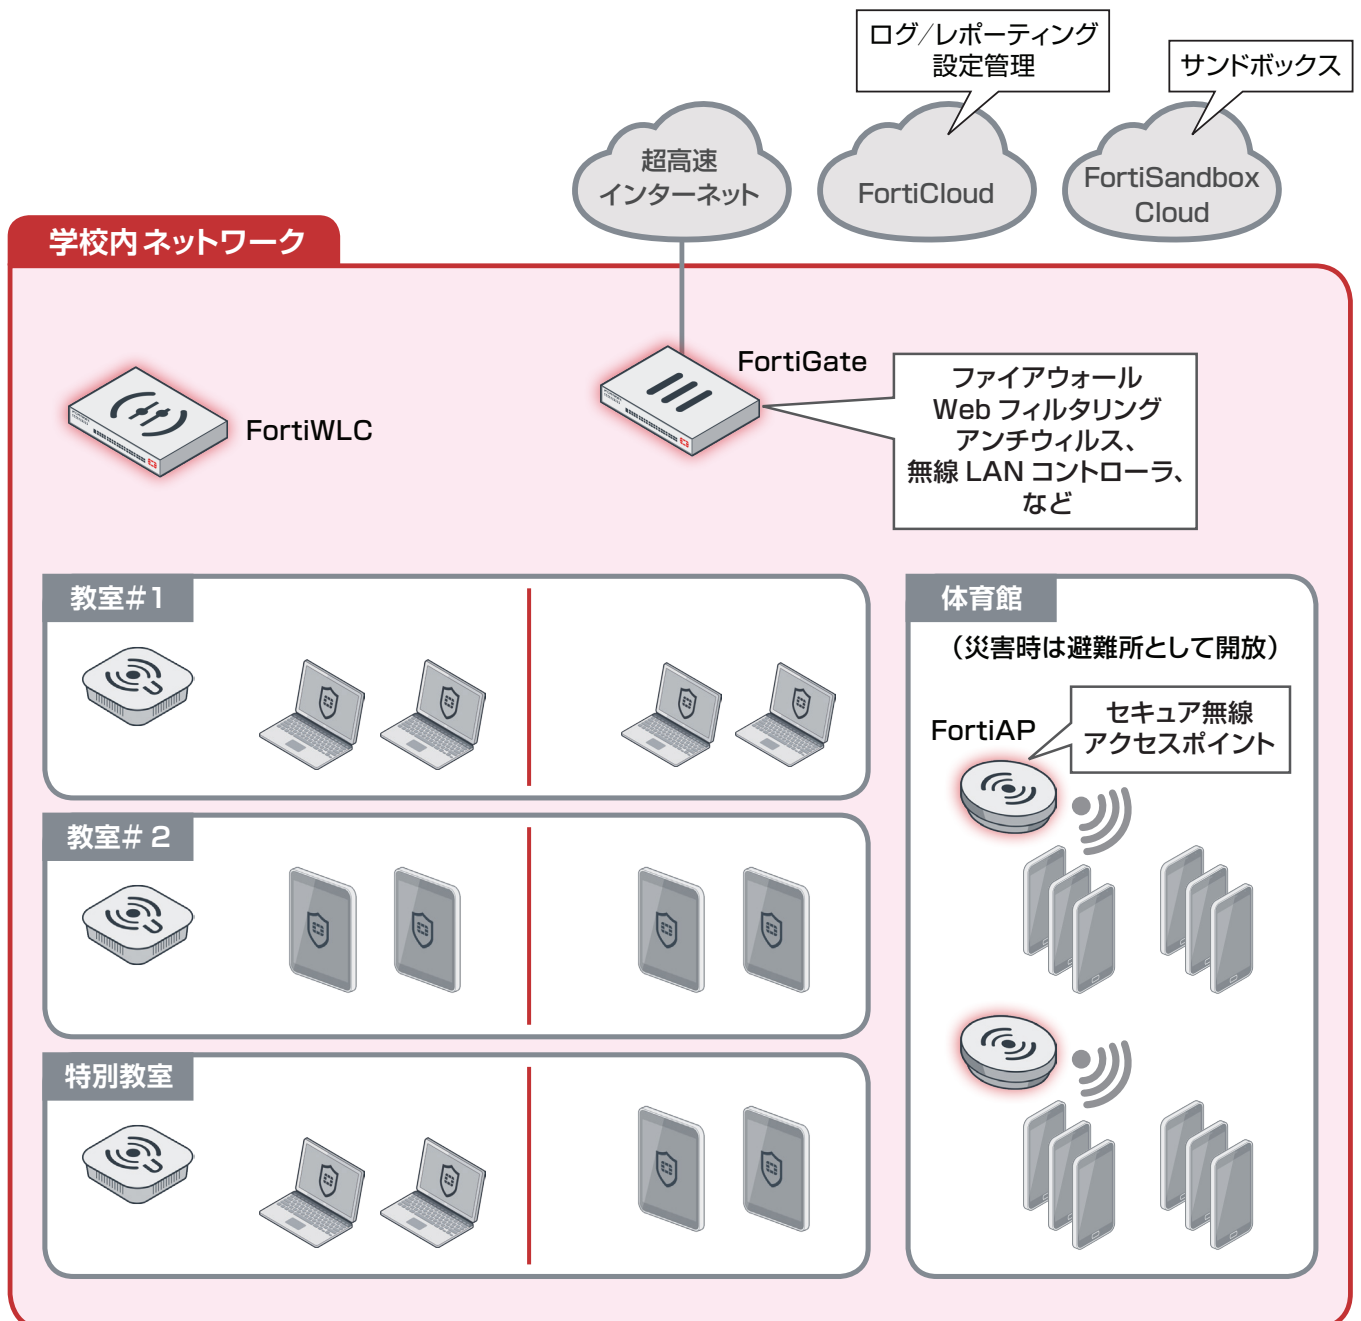 ログ/レポーティング
設定管理
サンドボックス
超高速
インターネット
FortiCloud
FortiSandbox
Cloud
学校内ネットワーク
FortiWLC
FortiGate
ファイアウォール
Web フィルタリング
アンチウィルス、
無線 LAN コントローラ、
など
教室#1
教室# 2
特別教室
体育館
（災害時は避難所として開放）
FortiAP
セキュア無線
アクセスポイント